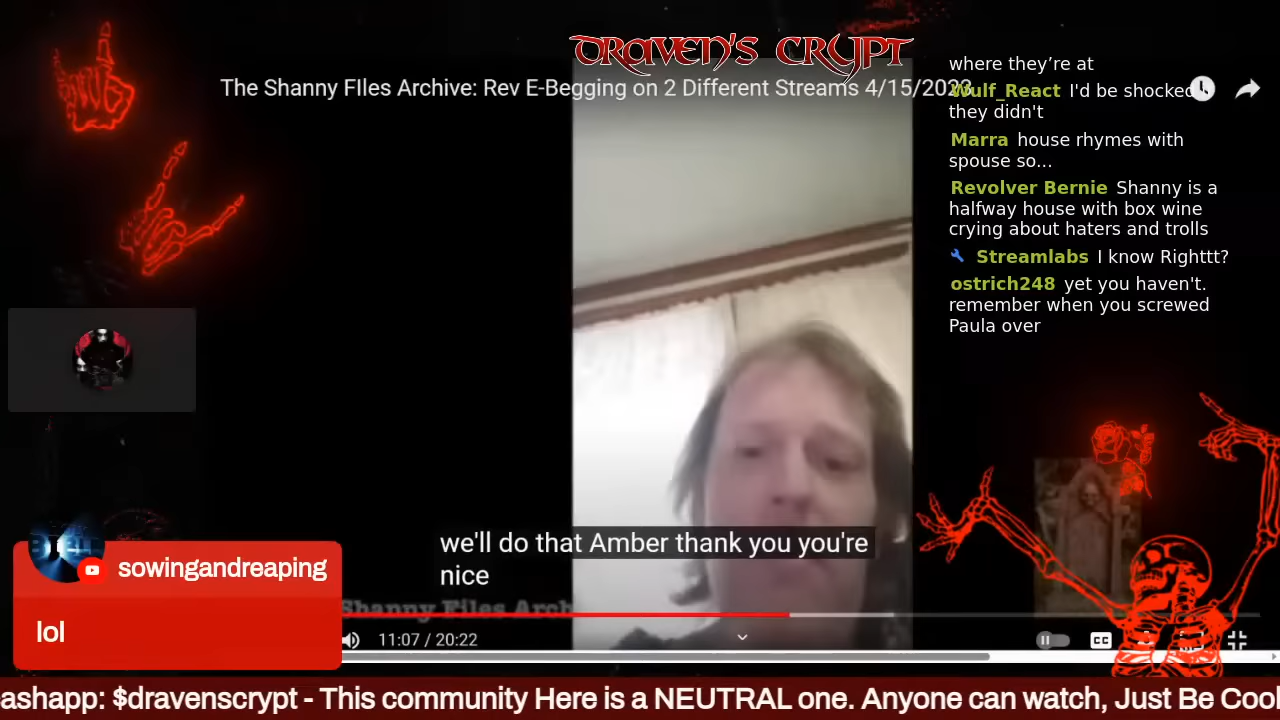 DRAVEN'S CRYPT
The Shanny FIles Archive: Rev E-Begging on 2 Different Streams 4/15/2023
where they're at
Wulf_React I'd be shocked
they didn't
Marra house rhymes with
spouse so...
Revolver Bernie Shanny is a
halfway house with box wine
crying about haters and trolls
Streamlabs I know Righttt?
ostrich248 yet you haven't.
remember when you screwed
Paula over
we'll do that Amber thank you you're
nice
sowingandreaping
lol
Shanny Files Arch
11:07 / 20:22
CC
ashapp: $dravenscrypt - This community Here is a NEUTRAL one. Anyone can watch, Just Be Cool